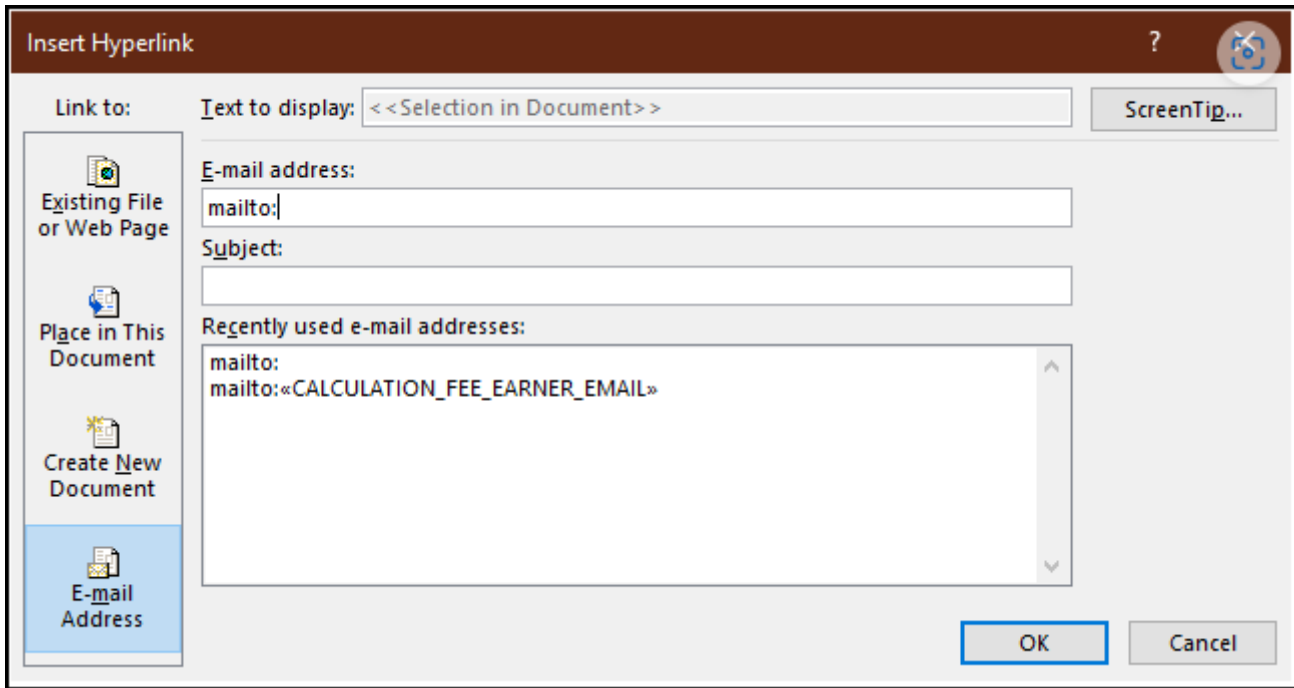 Insert Hyperlink
?
Link to:
Text to display: <<Selection in Document>>
ScreenTip...
Existing File
or Web Page
Place in This
Document
Create New
Document
E-mail
Address
E-mail address:
mailto:
Subject:
Recently used e-mail addresses:
mailto:
mailto:«CALCULATION_FEE_EARNER_EMAIL»
OK
Cancel